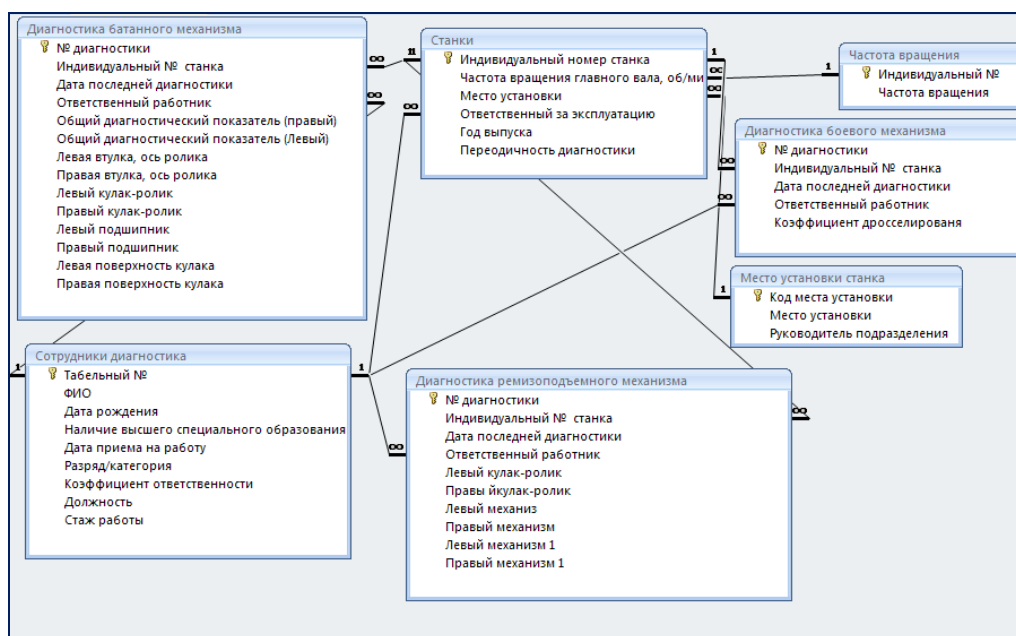 Диагностика батанного механизма
№ диагностики
Индивидуальный № станка
Дата последней диагностики
Ответственный работник
Общий диагностический показатель (правый)
Общий диагностический показатель (Левый)
Левая втулка, ось ролика
Правая втулка, ось ролика
Левый кулак-ролик
Правый кулак-ролик
Левый подшипник
Правый подшипник
Левая поверхность кулака
Правая поверхность кулака
Станки
Индивидуальный номер станка
Частота вращения главного вала, об/ми
Место установки
Ответственный за эксплуатацию
Год выпуска
Переодичность диагностики
Частота вращения
Индивидуальный №
Частота вращения
Диагностика боевого механизма
№ диагностики
Индивидуальный № станка
Дата последней диагностики
Ответственный работник
Коэффициент дросселированя
Место установки станка
Код места установки
Место установки
Руководитель подразделения
Сотрудники диагностика
Табельный №
ФИО
Дата рождения
Наличие высшего специального образования
Дата приема на работу
Разряд/категория
Коэффициент ответственности
Должность
Стаж работы
Диагностика ремизоподъемного механизма
№ диагностики
Индивидуальный № станка
Дата последней диагностики
Ответственный работник
Левый кулак-ролик
Правы йкулак-ролик
Левый механиз
Правый механизм
Левый механизм 1
Правый механизм 1
∞
∞
1
1
∞
1
∞
∞
1
∞
∞
1
1
1
∞
∞